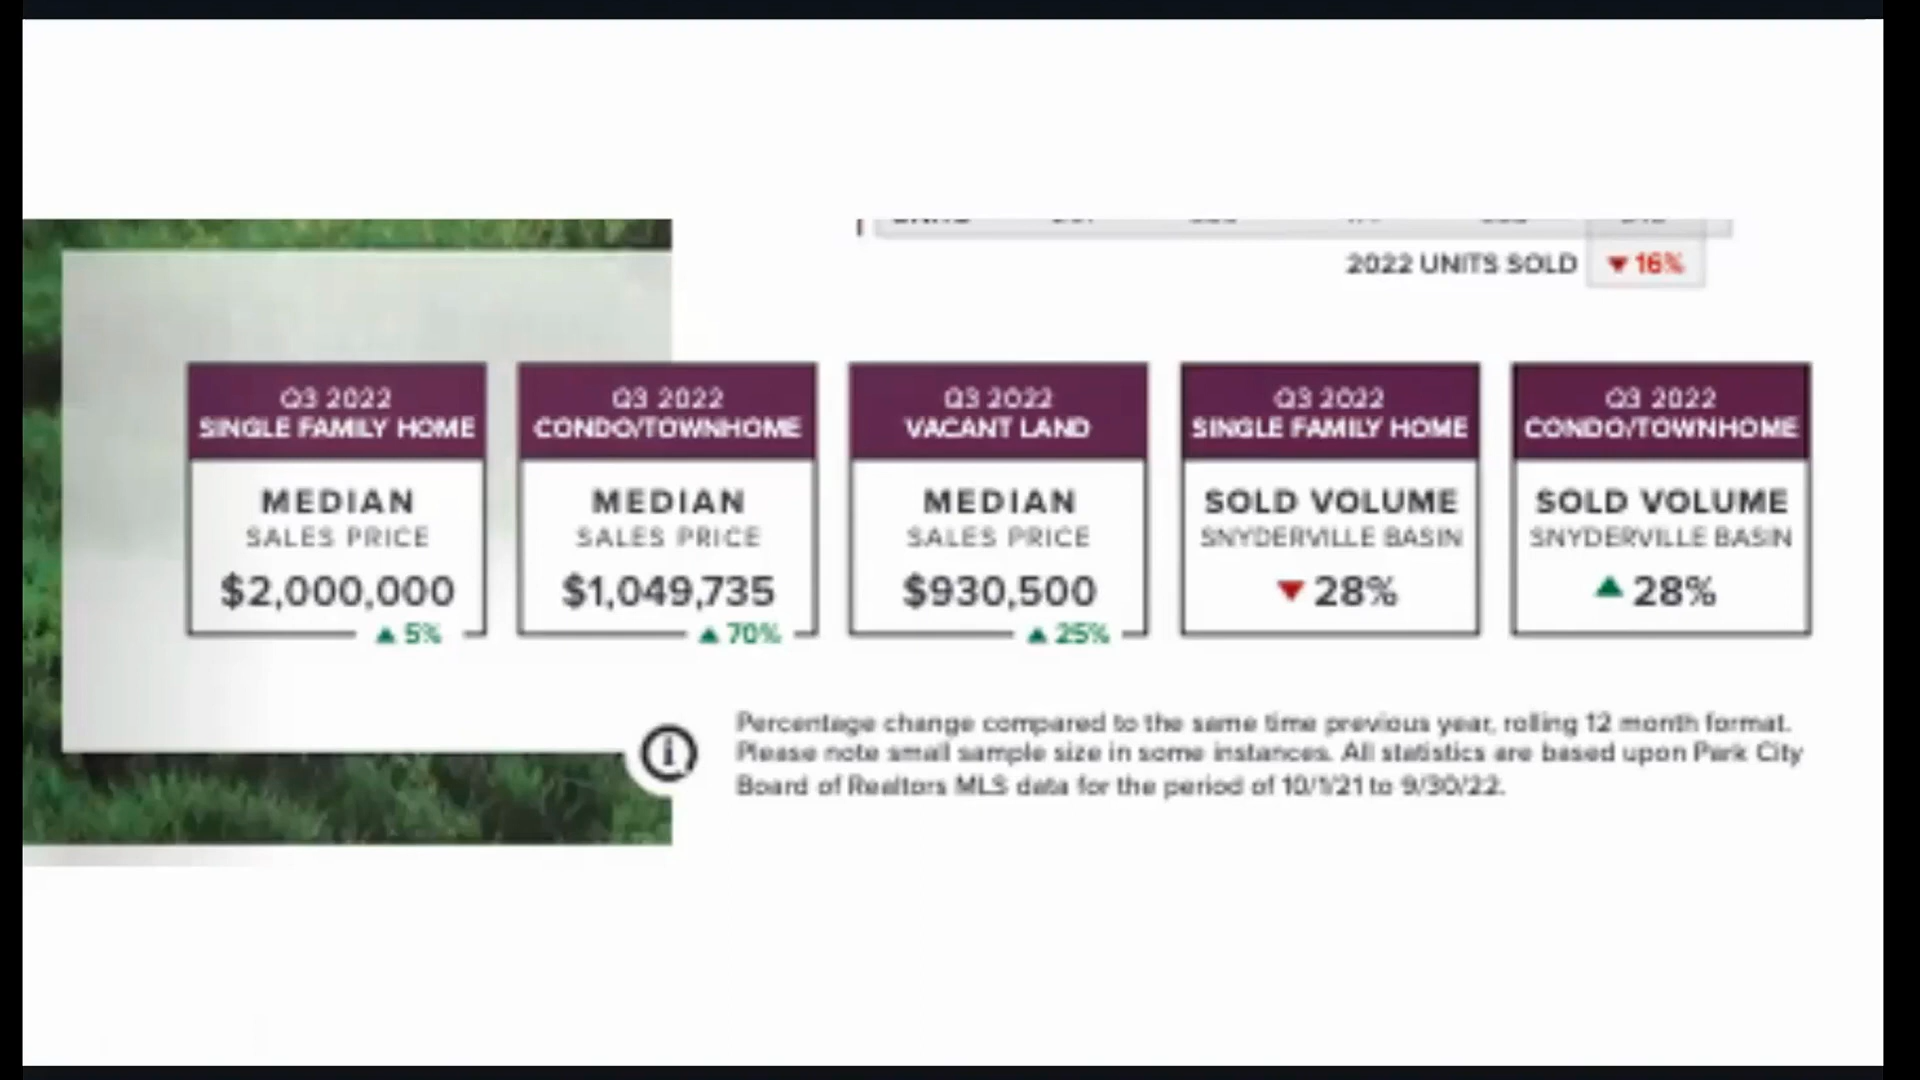 2022 UNITS SOLD ▼ 16%
Q3 2022
SINGLE FAMILY HOME
MEDIAN
SALES PRICE
$2,000,000
▲ 5%
Q3 2022
CONDO/TOWNHOME
MEDIAN
SALES PRICE
$1,049,735
▲ 70%
Q3 2022
VACANT LAND
MEDIAN
SALES PRICE
$930,500
▲ 25%
Q3 2022
SINGLE FAMILY HOME
SOLD VOLUME
SNYDERVILLE BASIN
▼ 28%
Q3 2022
CONDO/TOWNHOME
SOLD VOLUME
SNYDERVILLE BASIN
▲ 28%
Percentage change compared to the same time previous year, rolling 12 month format.
Please note small sample size in some instances. All statistics are based upon Park City
Board of Realtors MLS data for the period of 10/1/21 to 9/30/22.